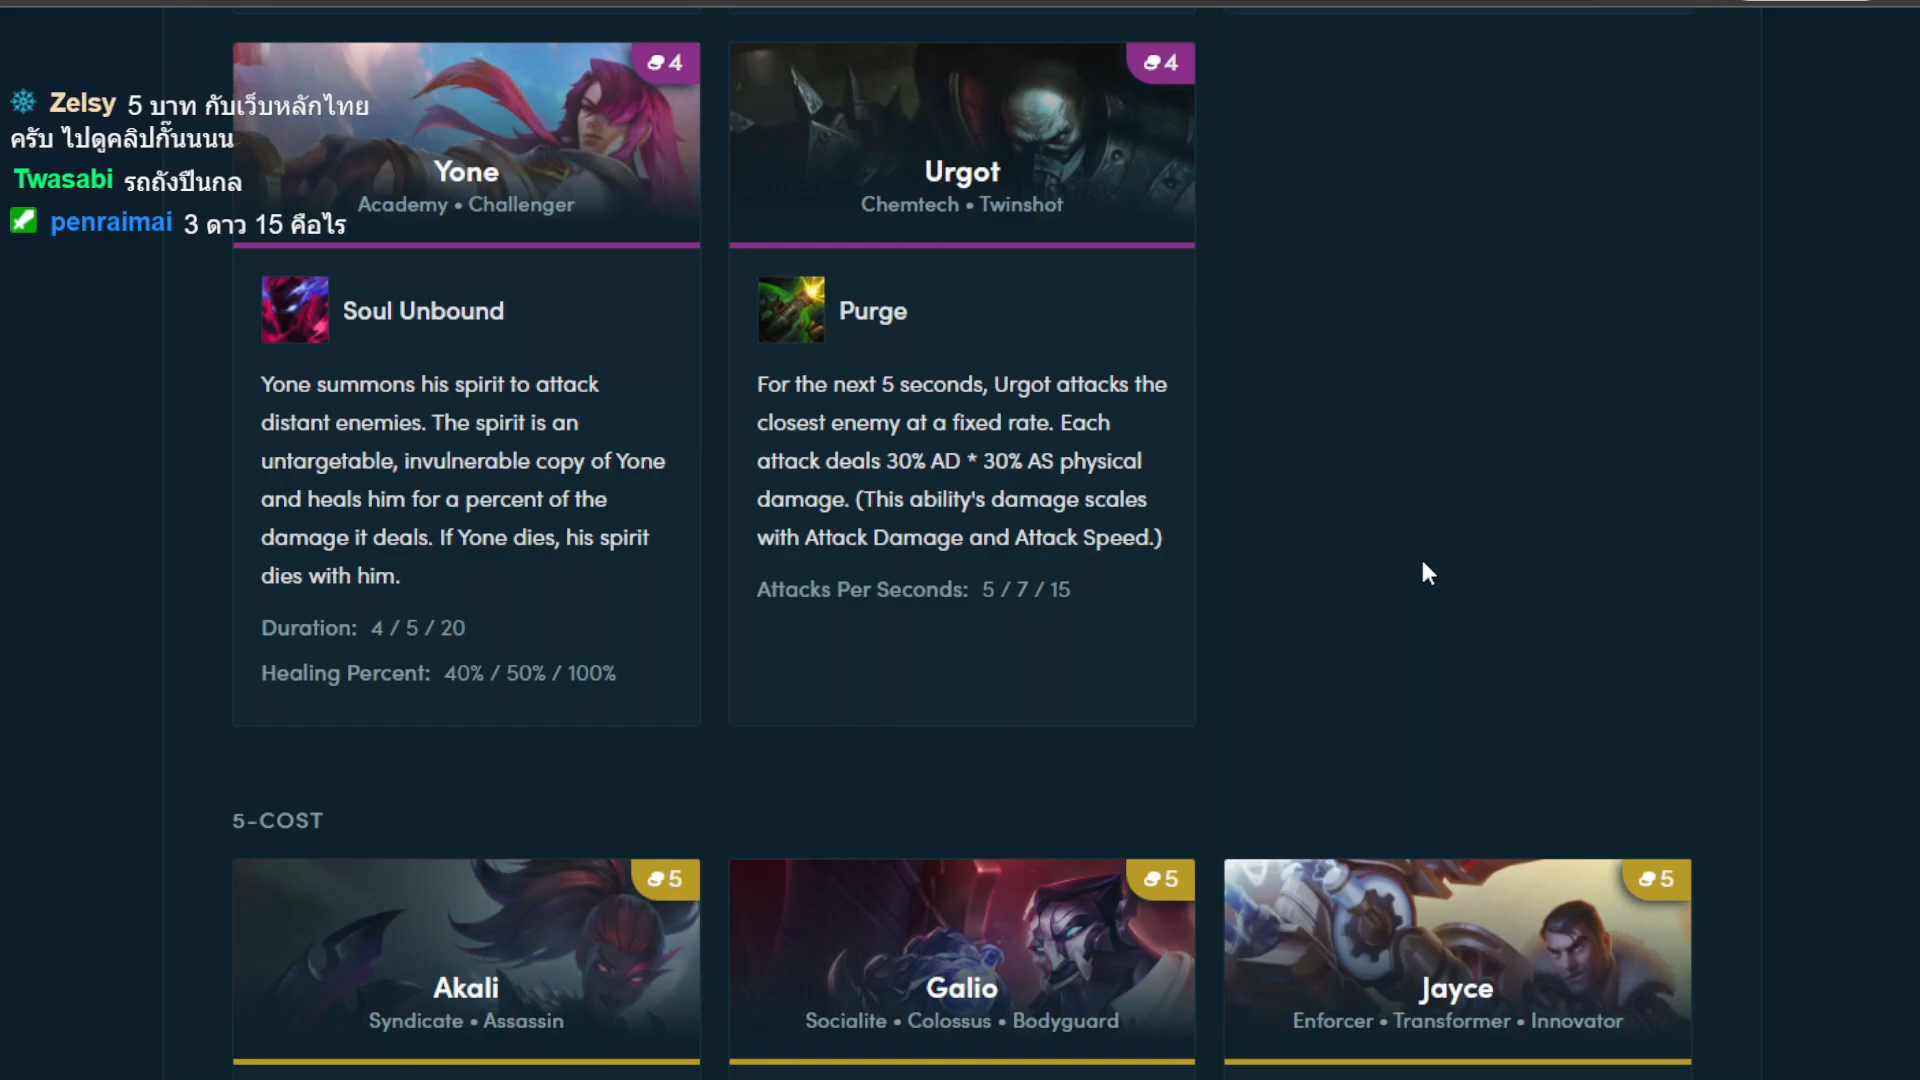 Zelsy 5 บาท กับเว็บหลักไทย
ครับ ไปดูคลิปกั๊นนนน
Twasabi รถถังปืนกล
penraimai 3 ดาว 15 คือไร
4
Yone
Academy • Challenger
Soul Unbound
Yone summons his spirit to attack
distant enemies. The spirit is an
untargetable, invulnerable copy of Yone
and heals him for a percent of the
damage it deals. If Yone dies, his spirit
dies with him.
Duration: 4 / 5 / 20
Healing Percent: 40% / 50% / 100%
4
Urgot
Chemtech • Twinshot
Purge
For the next 5 seconds, Urgot attacks the
closest enemy at a fixed rate. Each
attack deals 30% AD * 30% AS physical
damage. (This ability's damage scales
with Attack Damage and Attack Speed.)
Attacks Per Seconds: 5 / 7 / 15
5-COST
5
Akali
Syndicate • Assassin
5
Galio
Socialite • Colossus • Bodyguard
5
Jayce
Enforcer • Transformer • Innovator